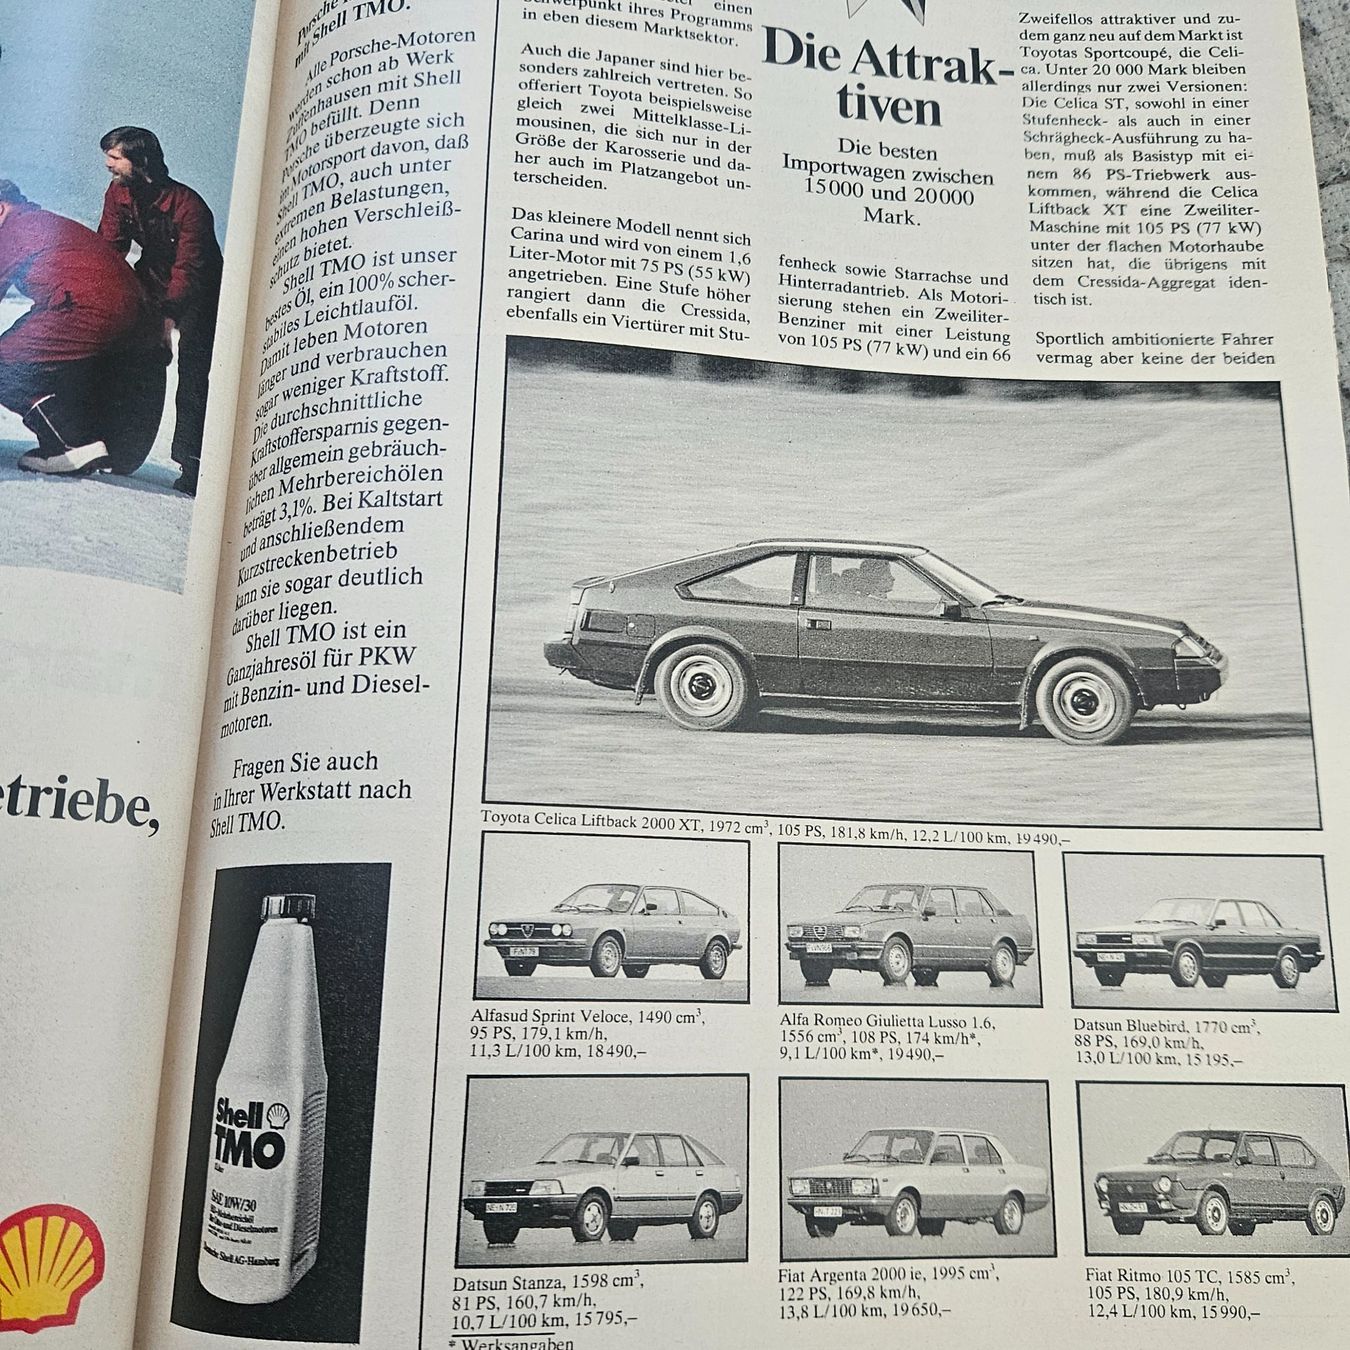 Porsche
mit Shell TMO.
Alle Porsche-Motoren
werden schon ab Werk
Zuffenhausen mit Shell
TMO befüllt. Denn
Porsche überzeugte sich
im Motorsport davon, daß
Shell TMO, auch unter
extremen Belastungen,
einen hohen Verschleiß-
schutz bietet.
Shell TMO ist unser
bestes Öl, ein 100% scher-
stabiles Leichtlauföl.
Damit leben Motoren
länger und verbrauchen
sogar weniger Kraftstoff.
Die durchschnittliche
Kraftstoffersparnis gegen-
über allgemein gebräuch-
lichen Mehrbereichölen
beträgt 3,1%. Bei Kaltstart
und anschließendem
Kurzstreckenbetrieb
kann sie sogar deutlich
darüber liegen.
Shell TMO ist ein
Ganzjahresöl für PKW
mit Benzin- und Diesel-
motoren.
Fragen Sie auch
in Ihrer Werkstatt nach
Shell TMO.
etriebe,
Shell
TMO
SAE 10W/30
Deutsche Shell AG-Hamburg
einen
Schwerpunkt ihres Programms
in eben diesem Marktsektor.
Auch die Japaner sind hier be-
sonders zahlreich vertreten. So
offeriert Toyota beispielsweise
gleich zwei Mittelklasse-Li-
mousinen, die sich nur in der
Größe der Karosserie und da-
her auch im Platzangebot un-
terscheiden.
Das kleinere Modell nennt sich
Carina und wird von einem 1,6
Liter-Motor mit 75 PS (55 kW)
angetrieben. Eine Stufe höher
rangiert dann die Cressida,
ebenfalls ein Viertürer mit Stu-
Die Attrak-
tiven
Die besten
Importwagen zwischen
15000 und 20000
Mark.
fenheck sowie Starrachse und
Hinterradantrieb. Als Motori-
sierung stehen ein Zweiliter-
Benziner mit einer Leistung
von 105 PS (77 kW) und ein 66
Zweifellos attraktiver und zu-
dem ganz neu auf dem Markt ist
Toyotas Sportcoupé, die Celi-
ca. Unter 20 000 Mark bleiben
allerdings nur zwei Versionen:
Die Celica ST, sowohl in einer
Stufenheck- als auch in einer
Schrägheck-Ausführung zu ha-
ben, muß als Basistyp mit ei-
nem 86 PS-Triebwerk aus-
kommen, während die Celica
Liftback XT eine Zweiliter-
Maschine mit 105 PS (77 kW)
unter der flachen Motorhaube
sitzen hat, die übrigens mit
dem Cressida-Aggregat iden-
tisch ist.
Sportlich ambitionierte Fahrer
vermag aber keine der beiden
Toyota Celica Liftback 2000 XT, 1972 cm³, 105 PS, 181,8 km/h, 12,2 L/100 km, 19490,–
Alfasud Sprint Veloce, 1490 cm³,
95 PS, 179,1 km/h,
11,3 L/100 km, 18490,–
Alfa Romeo Giulietta Lusso 1.6,
1556 cm³, 108 PS, 174 km/h*,
9,1 L/100 km*, 19490,–
Datsun Bluebird, 1770 cm³,
88 PS, 169,0 km/h,
13,0 L/100 km, 15195,–
Datsun Stanza, 1598 cm³,
81 PS, 160,7 km/h,
10,7 L/100 km, 15795,–
Fiat Argenta 2000 ie, 1995 cm³,
122 PS, 169,8 km/h,
13,8 L/100 km, 19650,–
Fiat Ritmo 105 TC, 1585 cm³,
105 PS, 180,9 km/h,
12,4 L/100 km, 15990,–
* Werksangaben